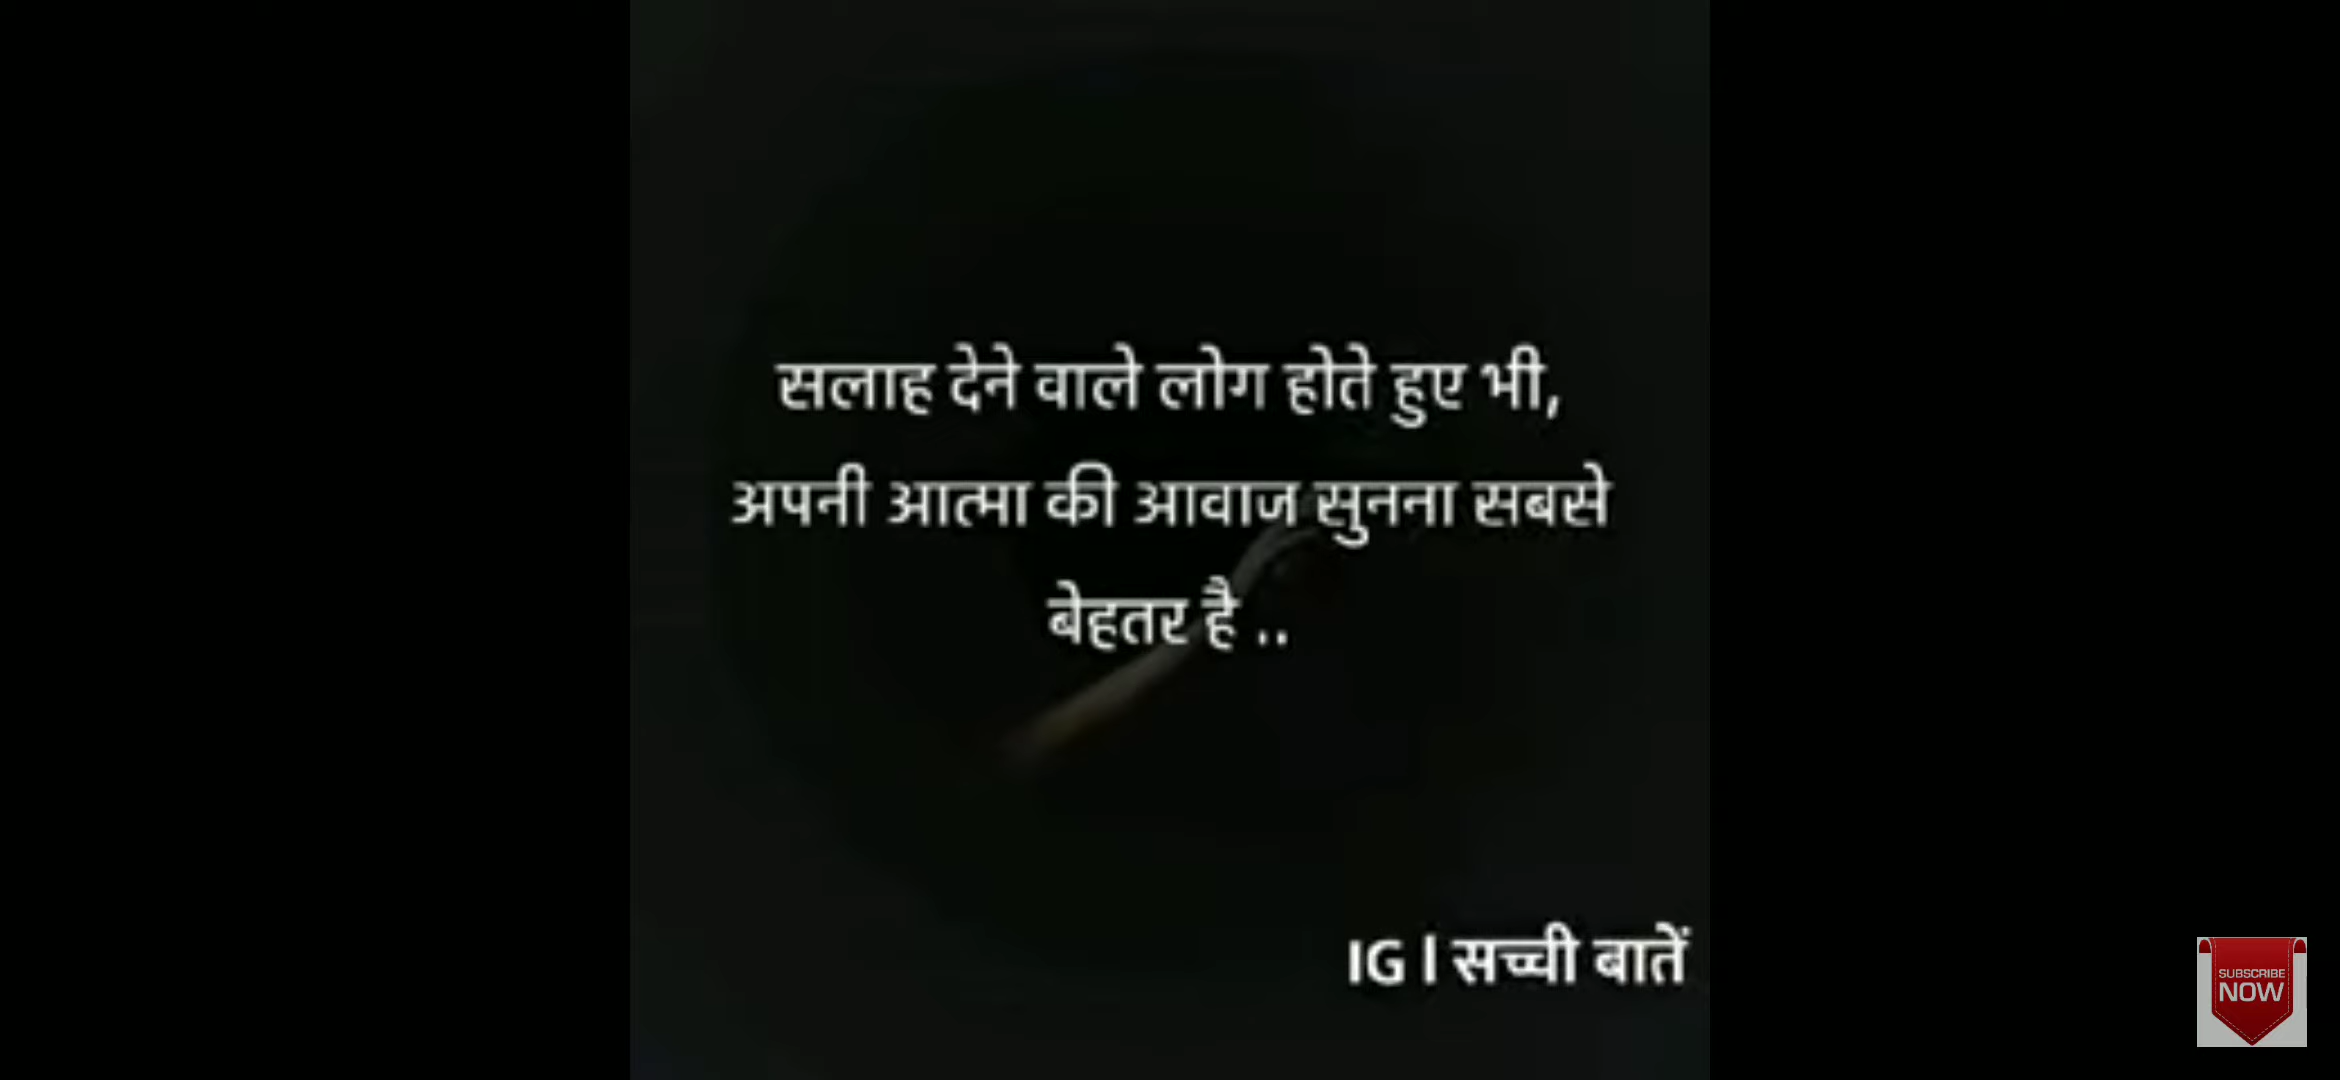 सलाह देने वाले लोग होते हुए भी,
अपनी आत्मा की आवाज सुनना सबसे
बेहतर है ..
IG l सच्ची बातें
SUBSCRIBE
NOW